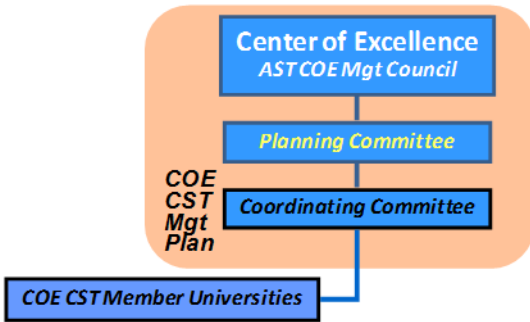 Center of Excellence
AST COE Mgt Council
Planning Committee
COE
CST
Mgt
Plan
Coordinating Committee
COE CST Member Universities